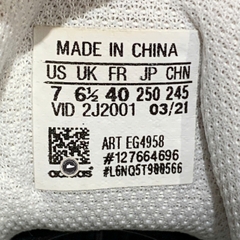 MADE IN CHINA
US UK FR JP CHN
7 6½ 40 250 245
VID 2J2001 03/21
ART EG4958
#127664696
adidas